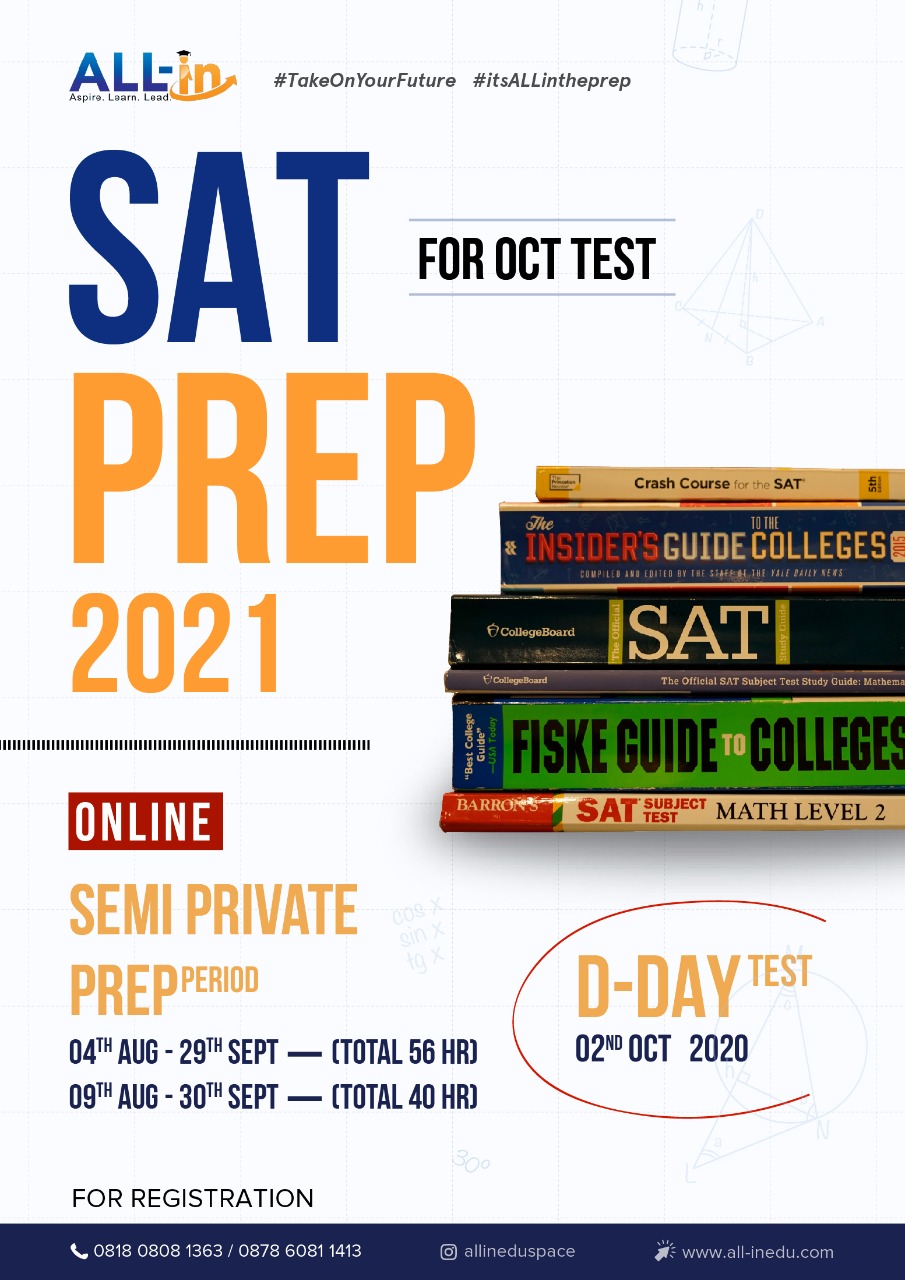 ALL-in
Aspire. Learn. Lead.
#TakeOnYourFuture #itsALLintheprep
SAT
FOR OCT TEST
PREP
2021
Crash Course for the SAT
5th
The
TO THE
INSIDER'S GUIDE COLLEGES
2015
COMPILED AND EDITED BY THE STAFF OF THE YALE DAILY NEWS
CollegeBoard
The Official
SAT
Study Guide
CollegeBoard
The Official SAT Subject Test Study Guide: Mathema
"Best College
Guide"
—USA Today
FISKE GUIDE TO COLLEGES
BARRON'S
SAT SUBJECT
TEST
MATH LEVEL 2
ONLINE
SEMI PRIVATE
PREP PERIOD
04TH AUG - 29TH SEPT — (TOTAL 56 HR)
09TH AUG - 30TH SEPT — (TOTAL 40 HR)
cos x
sin x
tg x
D-DAY TEST
02ND OCT 2020
30°
FOR REGISTRATION
0818 0808 1363 / 0878 6081 1413
allineduspace
www.all-inedu.com